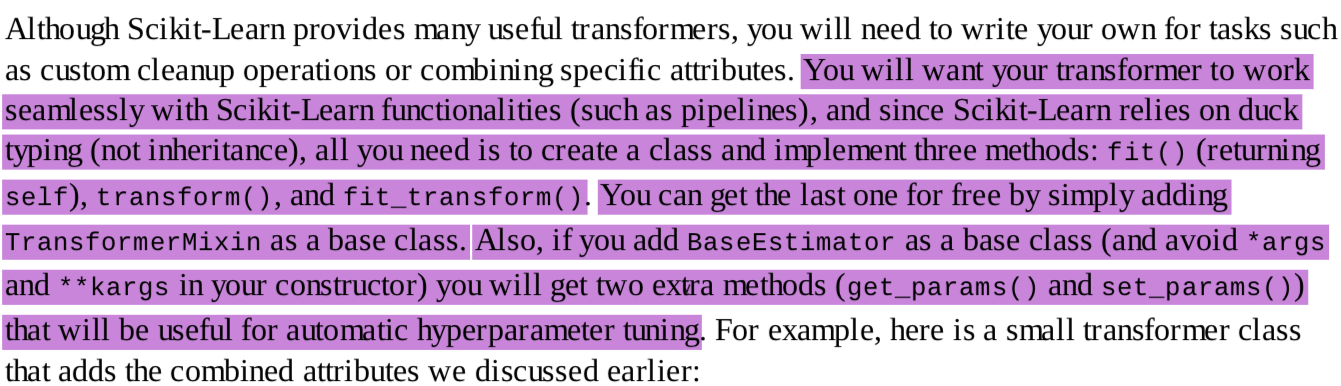 Although Scikit-Learn provides many useful transformers, you will need to write your own for tasks such
as custom cleanup operations or combining specific attributes. You will want your transformer to work
seamlessly with Scikit-Learn functionalities (such as pipelines), and since Scikit-Learn relies on duck
typing (not inheritance), all you need is to create a class and implement three methods: fit() (returning
self), transform(), and fit_transform(). You can get the last one for free by simply adding
TransformerMixin as a base class. Also, if you add BaseEstimator as a base class (and avoid *args
and **kargs in your constructor) you will get two extra methods (get_params() and set_params())
that will be useful for automatic hyperparameter tuning. For example, here is a small transformer class
that adds the combined attributes we discussed earlier: